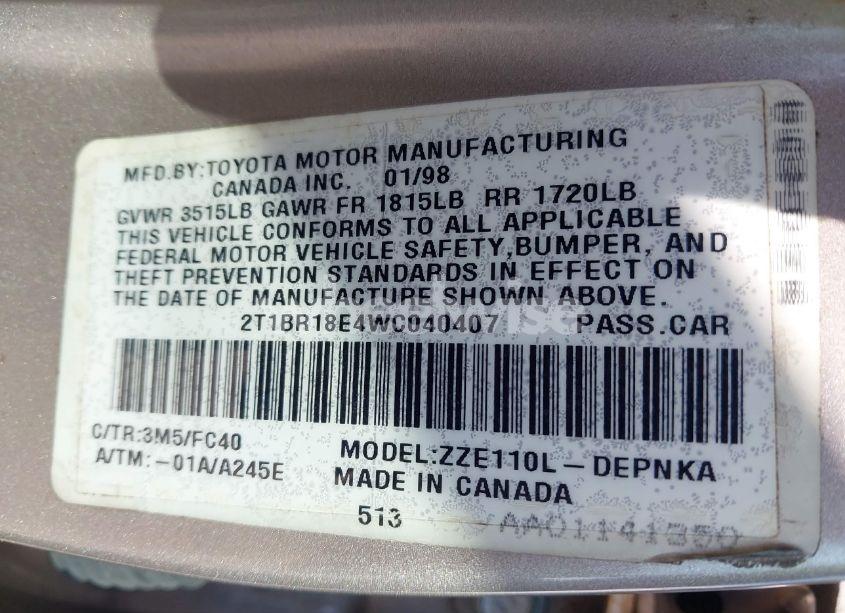 MFD.BY:TOYOTA MOTOR MANUFACTURING
CANADA INC. 01/98
GVWR 3515LB GAWR FR 1815LB RR 1720LB
THIS VEHICLE CONFORMS TO ALL APPLICABLE
FEDERAL MOTOR VEHICLE SAFETY,BUMPER, AND
THEFT PREVENTION STANDARDS IN EFFECT ON
THE DATE OF MANUFACTURE SHOWN ABOVE.
2T1BR18E4WC040407 PASS.CAR
C/TR:3M5/FC40
A/TM:-01A/A245E
MODEL:ZZE110L-DEPNKA
MADE IN CANADA
513